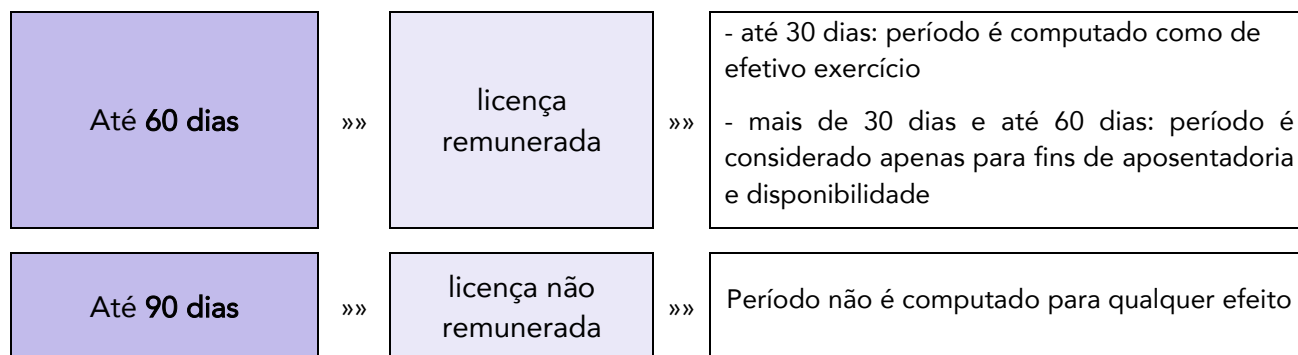 Até 60 dias
»»
licença
remunerada
»»
- até 30 dias: período é computado como de
efetivo exercício
- mais de 30 dias e até 60 dias: período é
considerado apenas para fins de aposentadoria
e disponibilidade
Até 90 dias
»»
licença não
remunerada
»»
Período não é computado para qualquer efeito